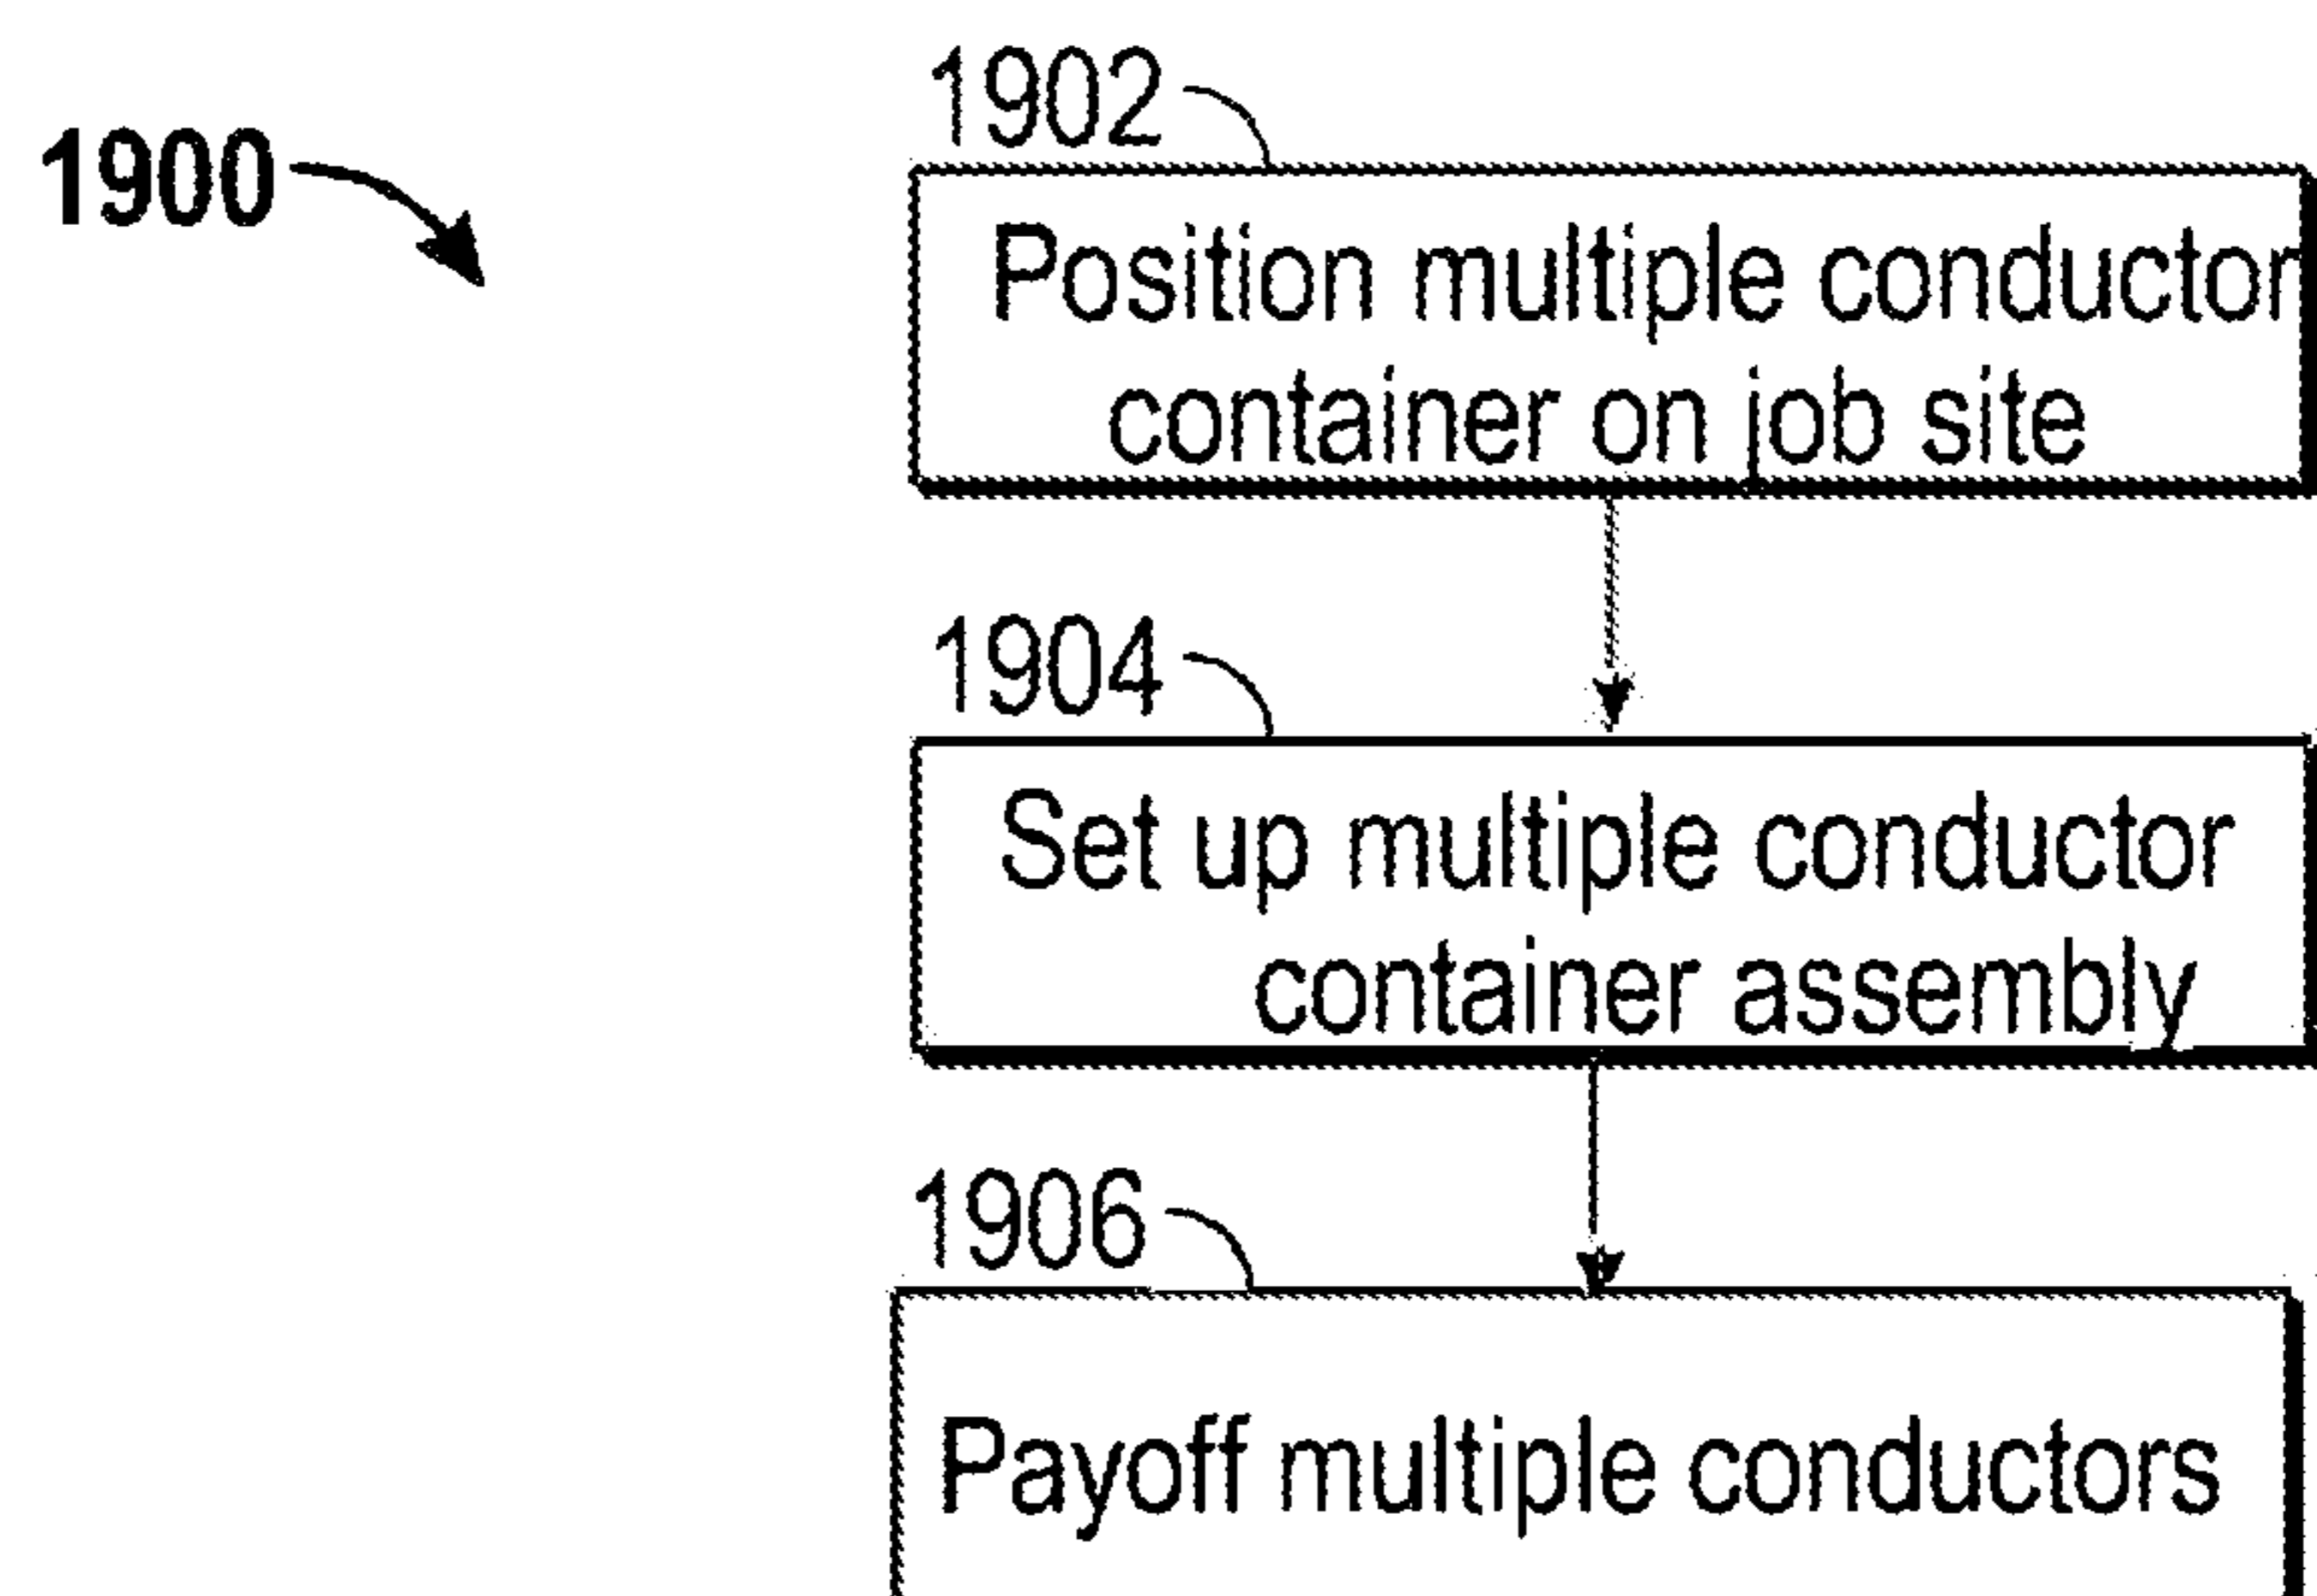 1902
1900
Position multiple conductor
container on job site
1904
Set up multiple conductor
container assembly
1906
Payoff multiple conductors